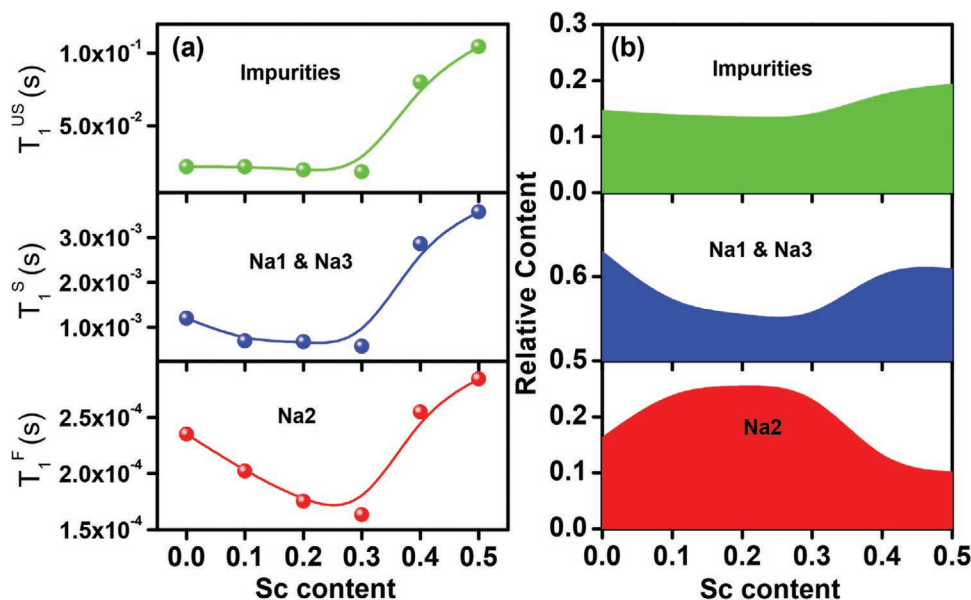 (a)
Impurities
1.0x10⁻¹
5.0x10⁻²
T₁ᵁˢ (s)
Na1 & Na3
3.0x10⁻³
2.0x10⁻³
1.0x10⁻³
T₁ˢ (s)
Na2
2.5x10⁻⁴
2.0x10⁻⁴
1.5x10⁻⁴
T₁ᶠ (s)
0.0 0.1 0.2 0.3 0.4 0.5
Sc content
(b)
Impurities
0.3
0.2
0.1
0.0
Na1 & Na3
0.6
0.5
Relative Content
Na2
0.2
0.1
0.0
0.0 0.1 0.2 0.3 0.4 0.5
Sc content